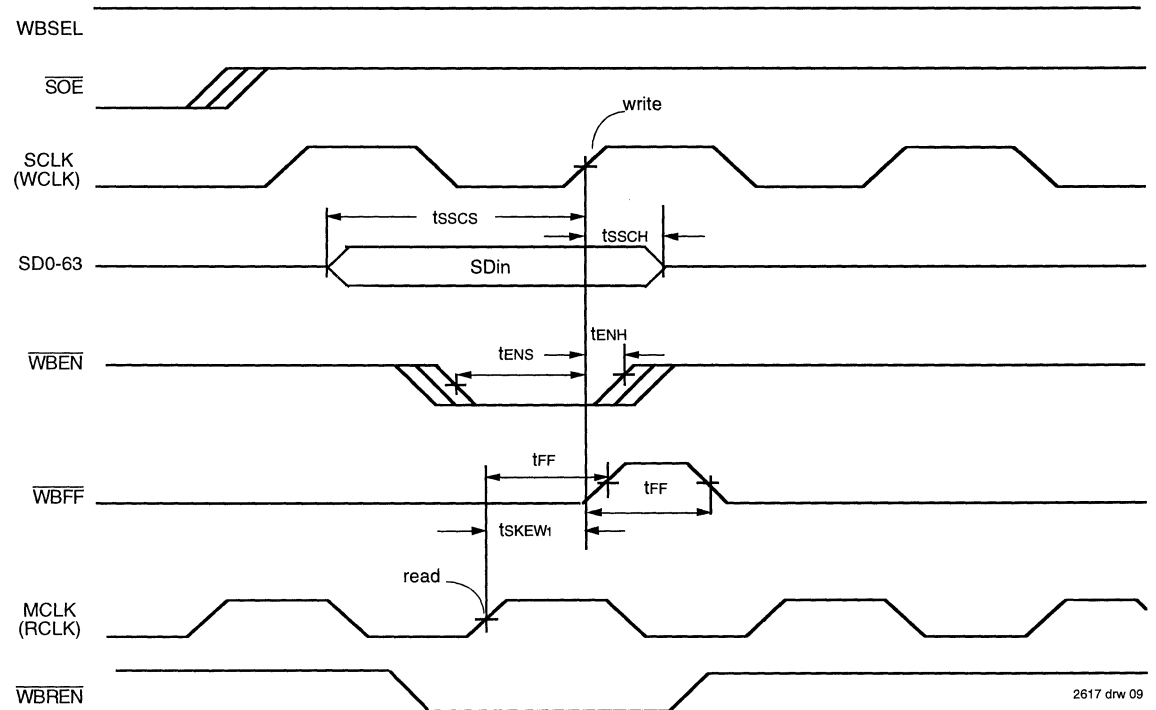 WBSEL
SOE
write
SCLK
(WCLK)
tSSCS
tSSCH
SD0-63
SDin
tENH
WBEN
tENS
tFF
WBFF
tFF
tSKEW1
read
MCLK
(RCLK)
WBREN
2617 drw 09